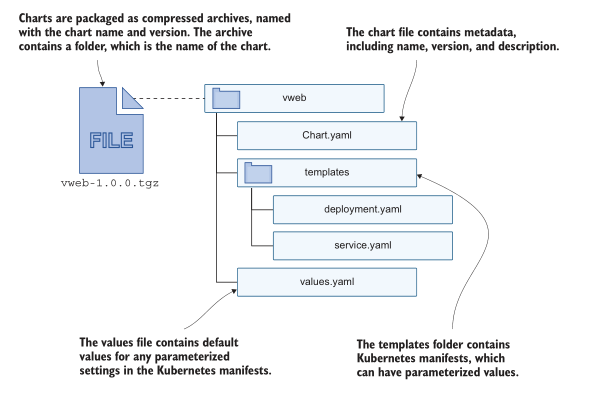 Charts are packaged as compressed archives, named
with the chart name and version. The archive
contains a folder, which is the name of the chart.
The chart file contains metadata,
including name, version, and description.
vweb
FILE
Chart.yaml
vweb-1.0.0.tgz
templates
deployment.yaml
service.yaml
values.yaml
The values file contains default
values for any parameterized
settings in the Kubernetes manifests.
The templates folder contains
Kubernetes manifests, which
can have parameterized values.